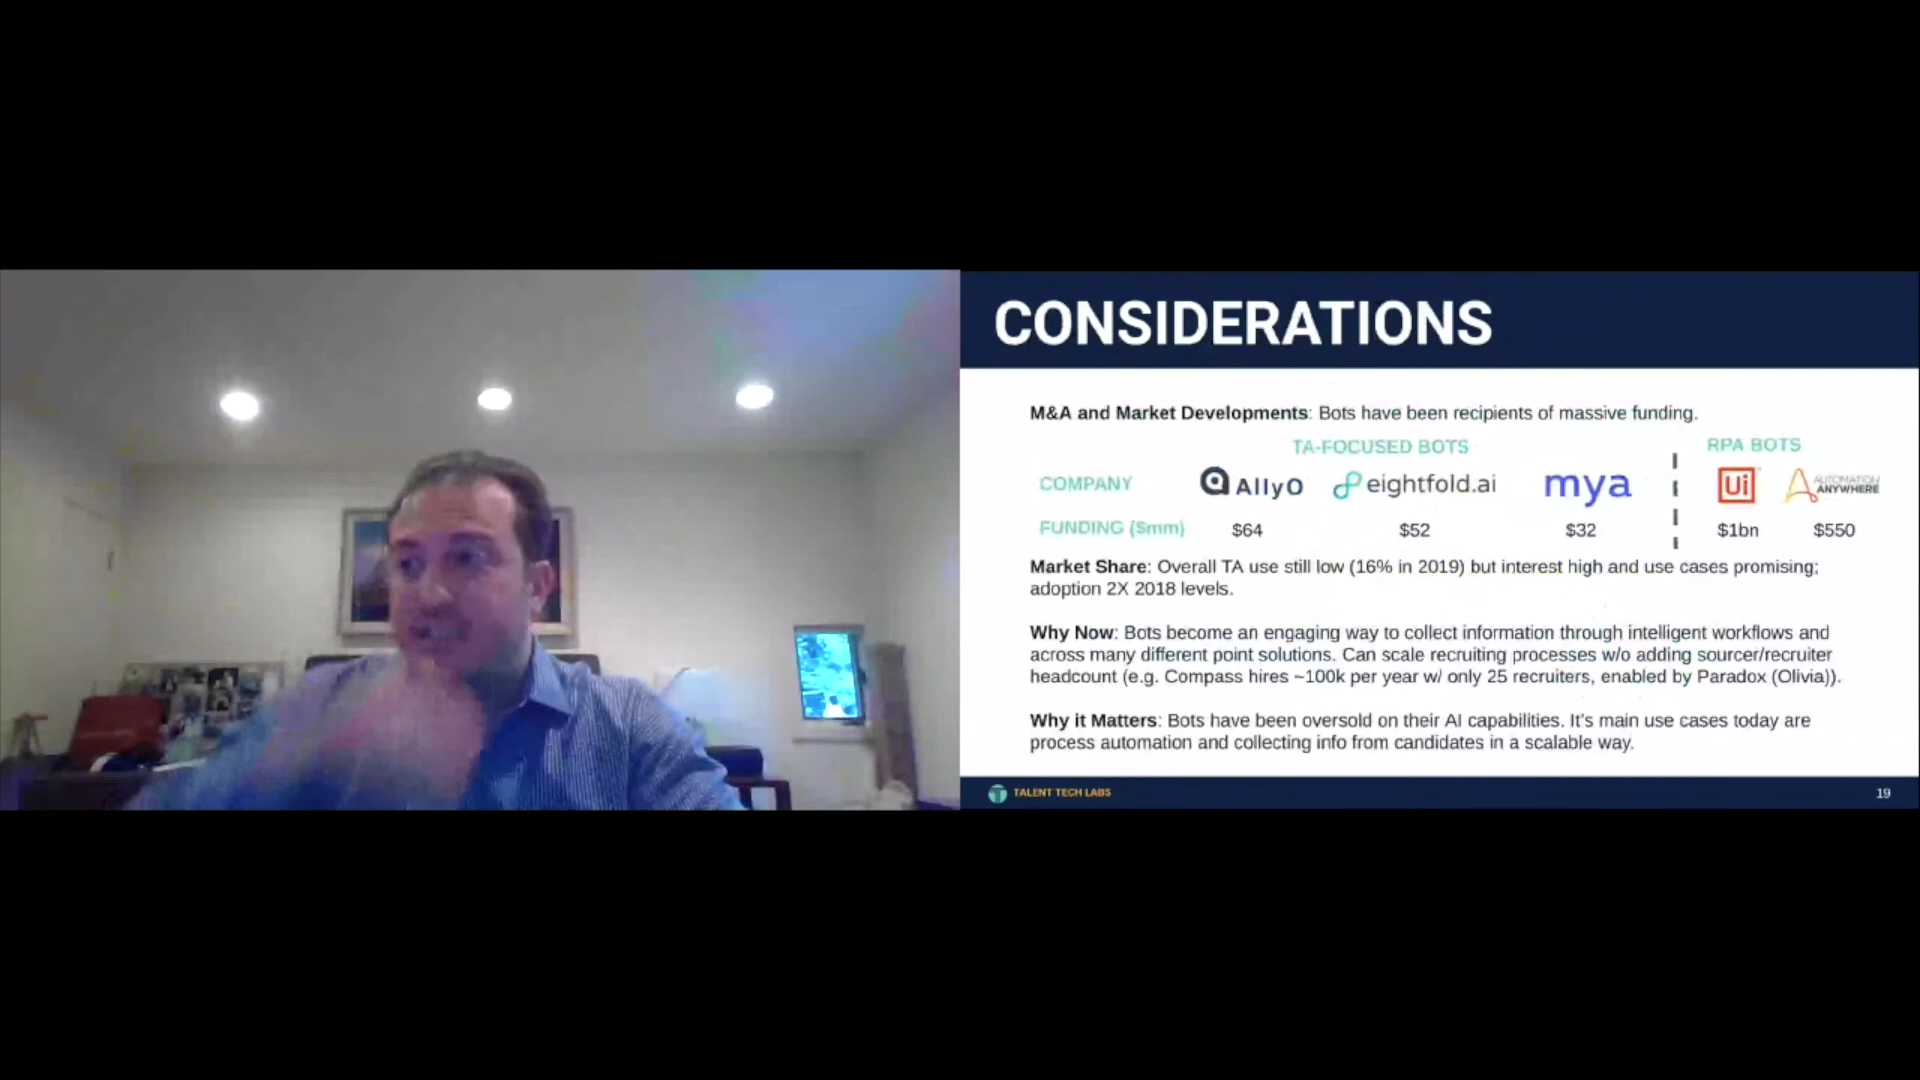 CONSIDERATIONS
M&A and Market Developments: Bots have been recipients of massive funding.
TA-FOCUSED BOTS RPA BOTS
COMPANY AllyO eightfold.ai mya Ui AUTOMATION ANYWHERE
FUNDING ($mm) $64 $52 $32 $1bn $550
Market Share: Overall TA use still low (16% in 2019) but interest high and use cases promising;
adoption 2X 2018 levels.
Why Now: Bots become an engaging way to collect information through intelligent workflows and
across many different point solutions. Can scale recruiting processes w/o adding sourcer/recruiter
headcount (e.g. Compass hires ~100k per year w/ only 25 recruiters, enabled by Paradox (Olivia)).
Why it Matters: Bots have been oversold on their AI capabilities. It's main use cases today are
process automation and collecting info from candidates in a scalable way.
TALENT TECH LABS 19